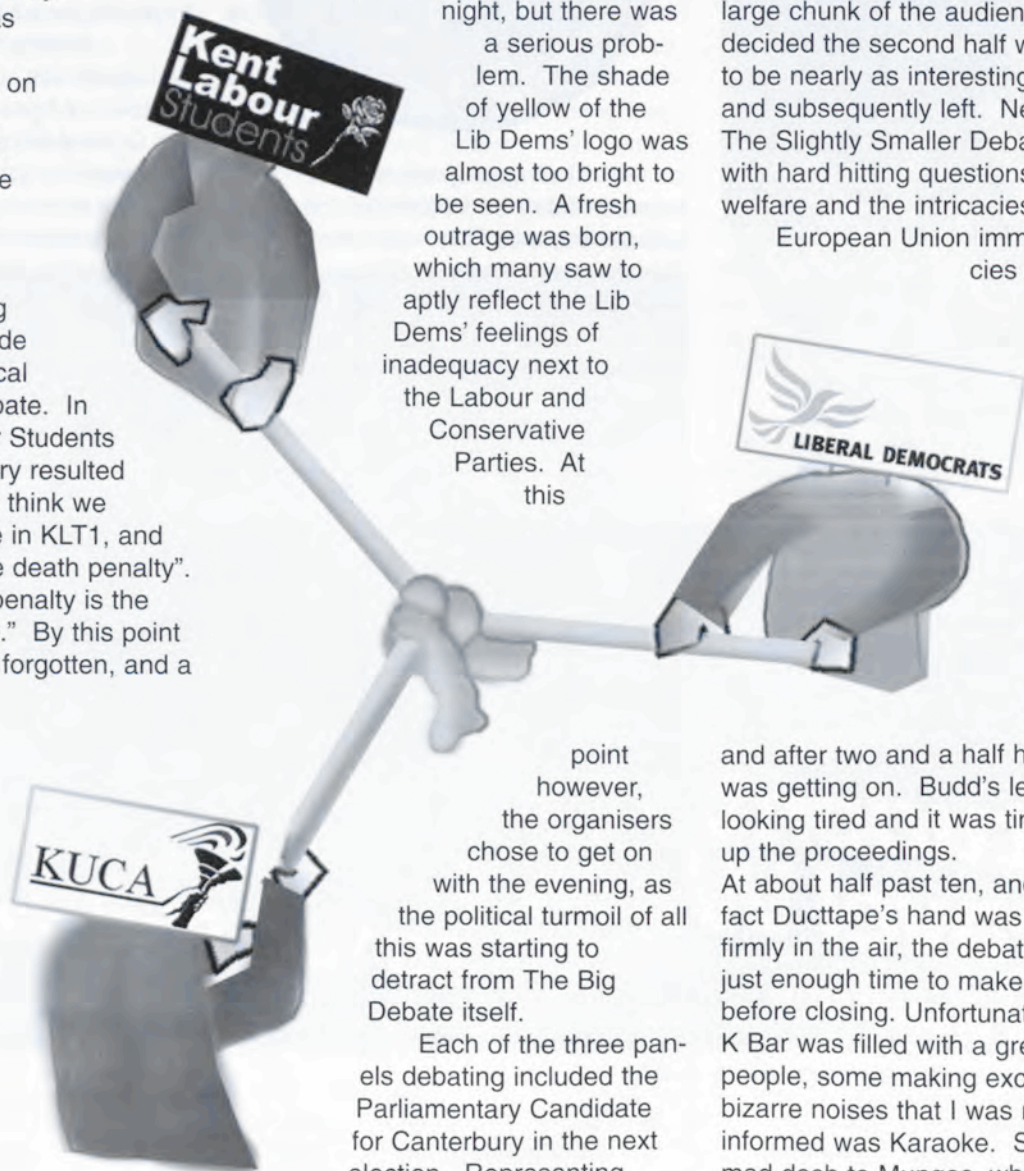 on
Kent
Labour
Students
de
cal
pate. In
Students
ry resulted
think we
e in KLT1, and
e death penalty”.
penalty is the
.” By this point
forgotten, and a
KUCA
night, but there was
a serious prob-
lem. The shade
of yellow of the
Lib Dems’ logo was
almost too bright to
be seen. A fresh
outrage was born,
which many saw to
aptly reflect the Lib
Dems’ feelings of
inadequacy next to
the Labour and
Conservative
Parties. At
this
point
however,
the organisers
chose to get on
with the evening, as
the political turmoil of all
this was starting to
detract from The Big
Debate itself.
Each of the three pan-
els debating included the
Parliamentary Candidate
for Canterbury in the next
election. Representing
large chunk of the audien
decided the second half w
to be nearly as interesting
and subsequently left. Ne
The Slightly Smaller Deba
with hard hitting questions
welfare and the intricacies
European Union imm
cies
LIBERAL DEMOCRATS
and after two and a half h
was getting on. Budd’s le
looking tired and it was tir
up the proceedings.
At about half past ten, and
fact Ducttape’s hand was
firmly in the air, the debat
just enough time to make
before closing. Unfortunat
K Bar was filled with a gre
people, some making exc
bizarre noises that I was r
informed was Karaoke. S
mad dash to Mungos, wh